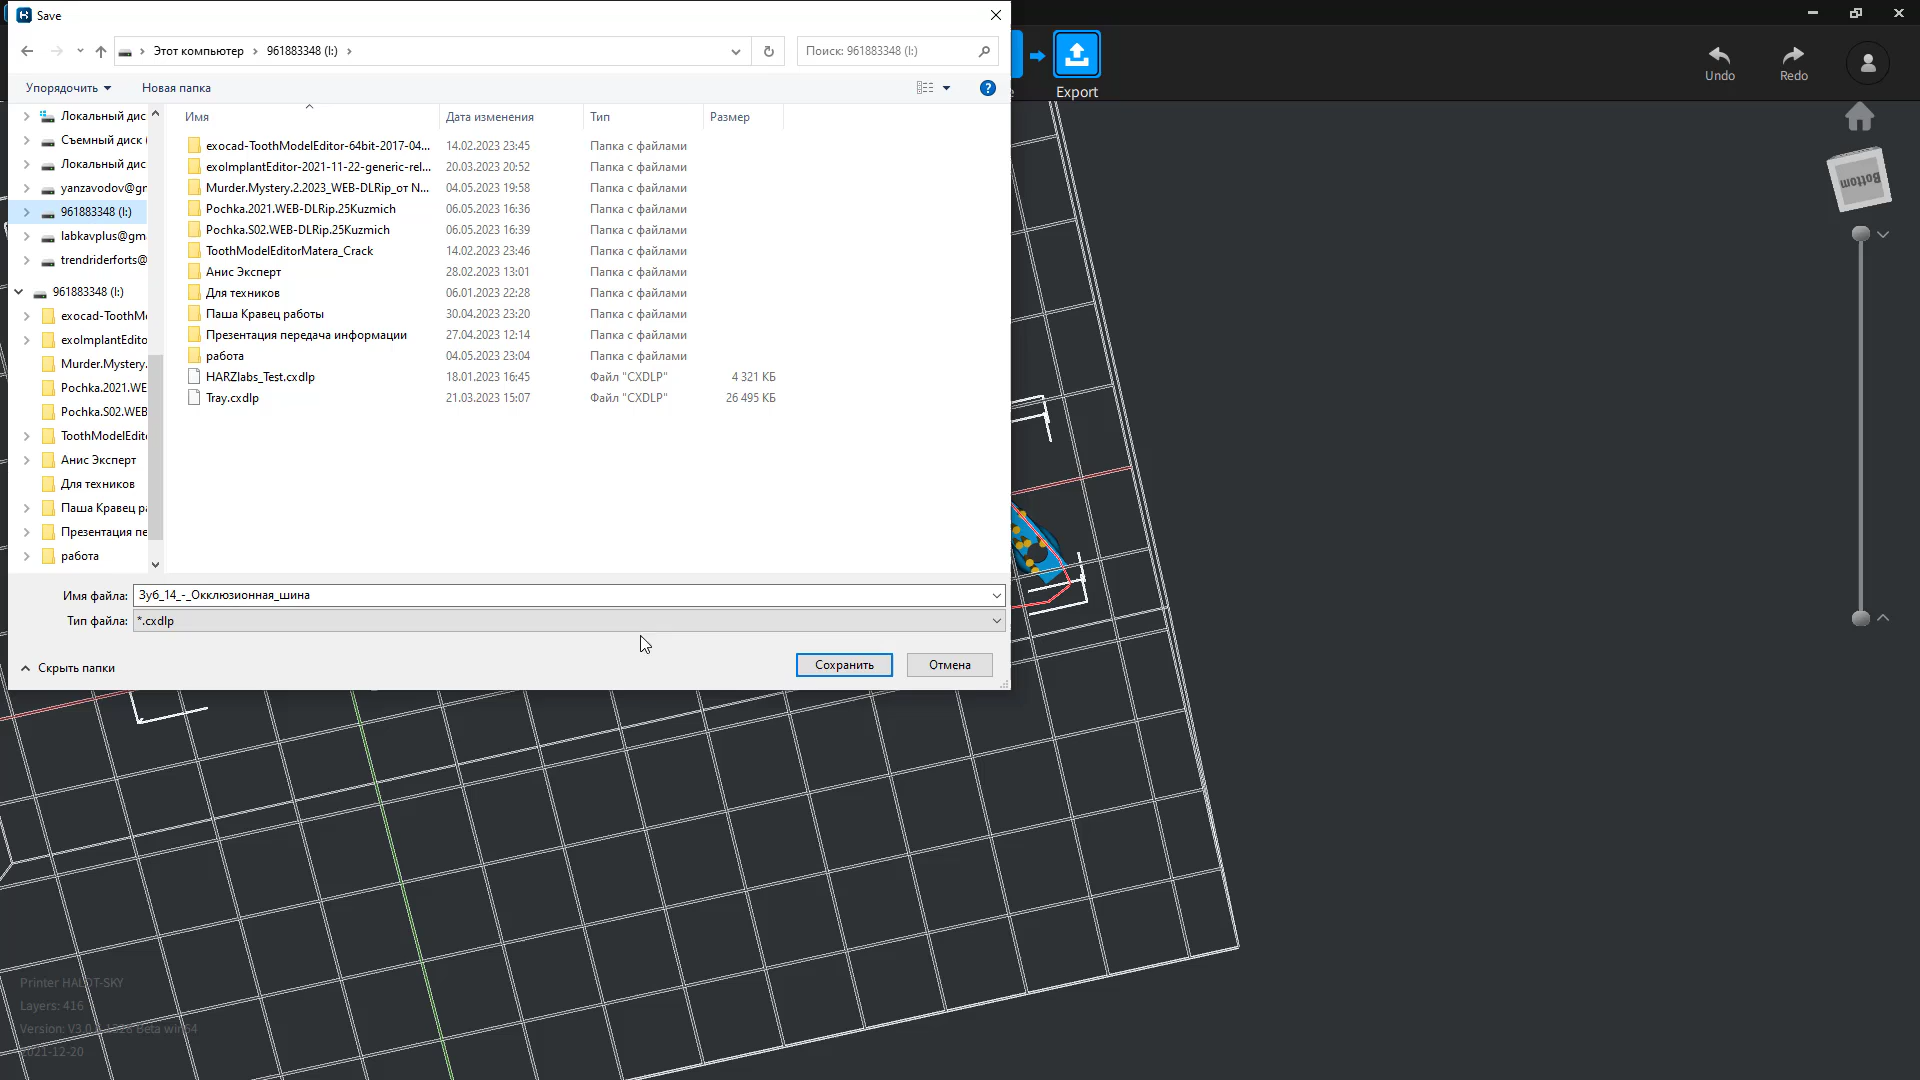 Save
Этот компьютер
961883348 (I:)
Поиск: 961883348 (I:)
Упорядочить
Новая папка
Export
Undo
Redo
Bottom
Локальный дис
Съемный диск (
Локальный дис
yanzavodov@gr
961883348 (I:)
labkavplus@gm
trendriderforts@
961883348 (I:)
exocad-ToothMo
exoImplantEdito
Murder.Mystery.
Pochka.2021.WE
Pochka.S02.WEB
ToothModelEdit
Анис Эксперт
Для техников
Паша Кравец ра
Презентация пе
работа
Имя Дата изменения Тип Размер
exocad-ToothModelEditor-64bit-2017-04... 14.02.2023 23:45 Папка с файлами
exoImplantEditor-2021-11-22-generic-rel... 20.03.2023 20:52 Папка с файлами
Murder.Mystery.2.2023_WEB-DLRip_от N... 04.05.2023 19:58 Папка с файлами
Pochka.2021.WEB-DLRip.25Kuzmich 06.05.2023 16:36 Папка с файлами
Pochka.S02.WEB-DLRip.25Kuzmich 06.05.2023 16:39 Папка с файлами
ToothModelEditorMatera_Crack 14.02.2023 23:46 Папка с файлами
Анис Эксперт 28.02.2023 13:01 Папка с файлами
Для техников 06.01.2023 22:28 Папка с файлами
Паша Кравец работы 30.04.2023 23:20 Папка с файлами
Презентация передача информации 27.04.2023 12:14 Папка с файлами
работа 04.05.2023 23:04 Папка с файлами
HARZlabs_Test.cxdlp 18.01.2023 16:45 Файл "CXDLP" 4 321 КБ
Tray.cxdlp 21.03.2023 15:07 Файл "CXDLP" 26 495 КБ
Имя файла: Зуб_14_-_Окклюзионная_шина
Тип файла: *.cxdlp
Скрыть папки
Сохранить
Отмена
Printer HALOT-SKY
Layers: 416
Beta win64
2021-12-20